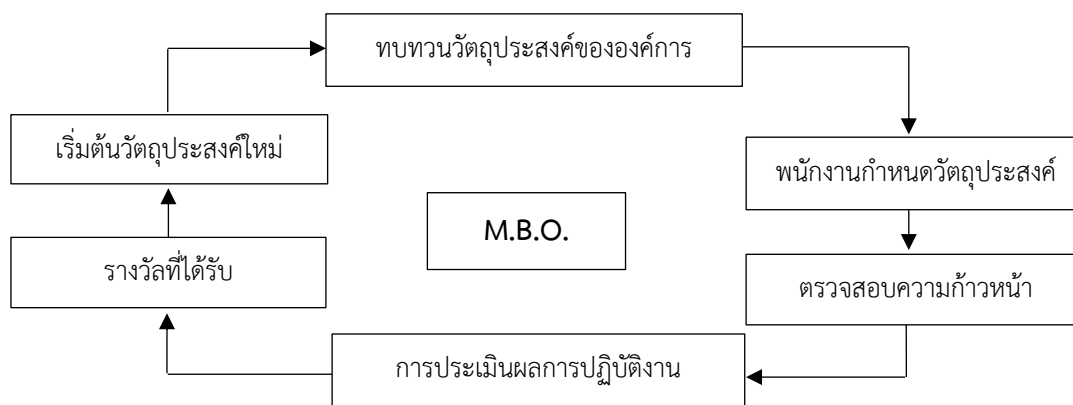 ทบทวนวัตถุประสงค์ขององค์การ
เริ่มต้นวัตถุประสงค์ใหม่
พนักงานกำหนดวัตถุประสงค์
M.B.O.
รางวัลที่ได้รับ
ตรวจสอบความก้าวหน้า
การประเมินผลการปฏิบัติงาน